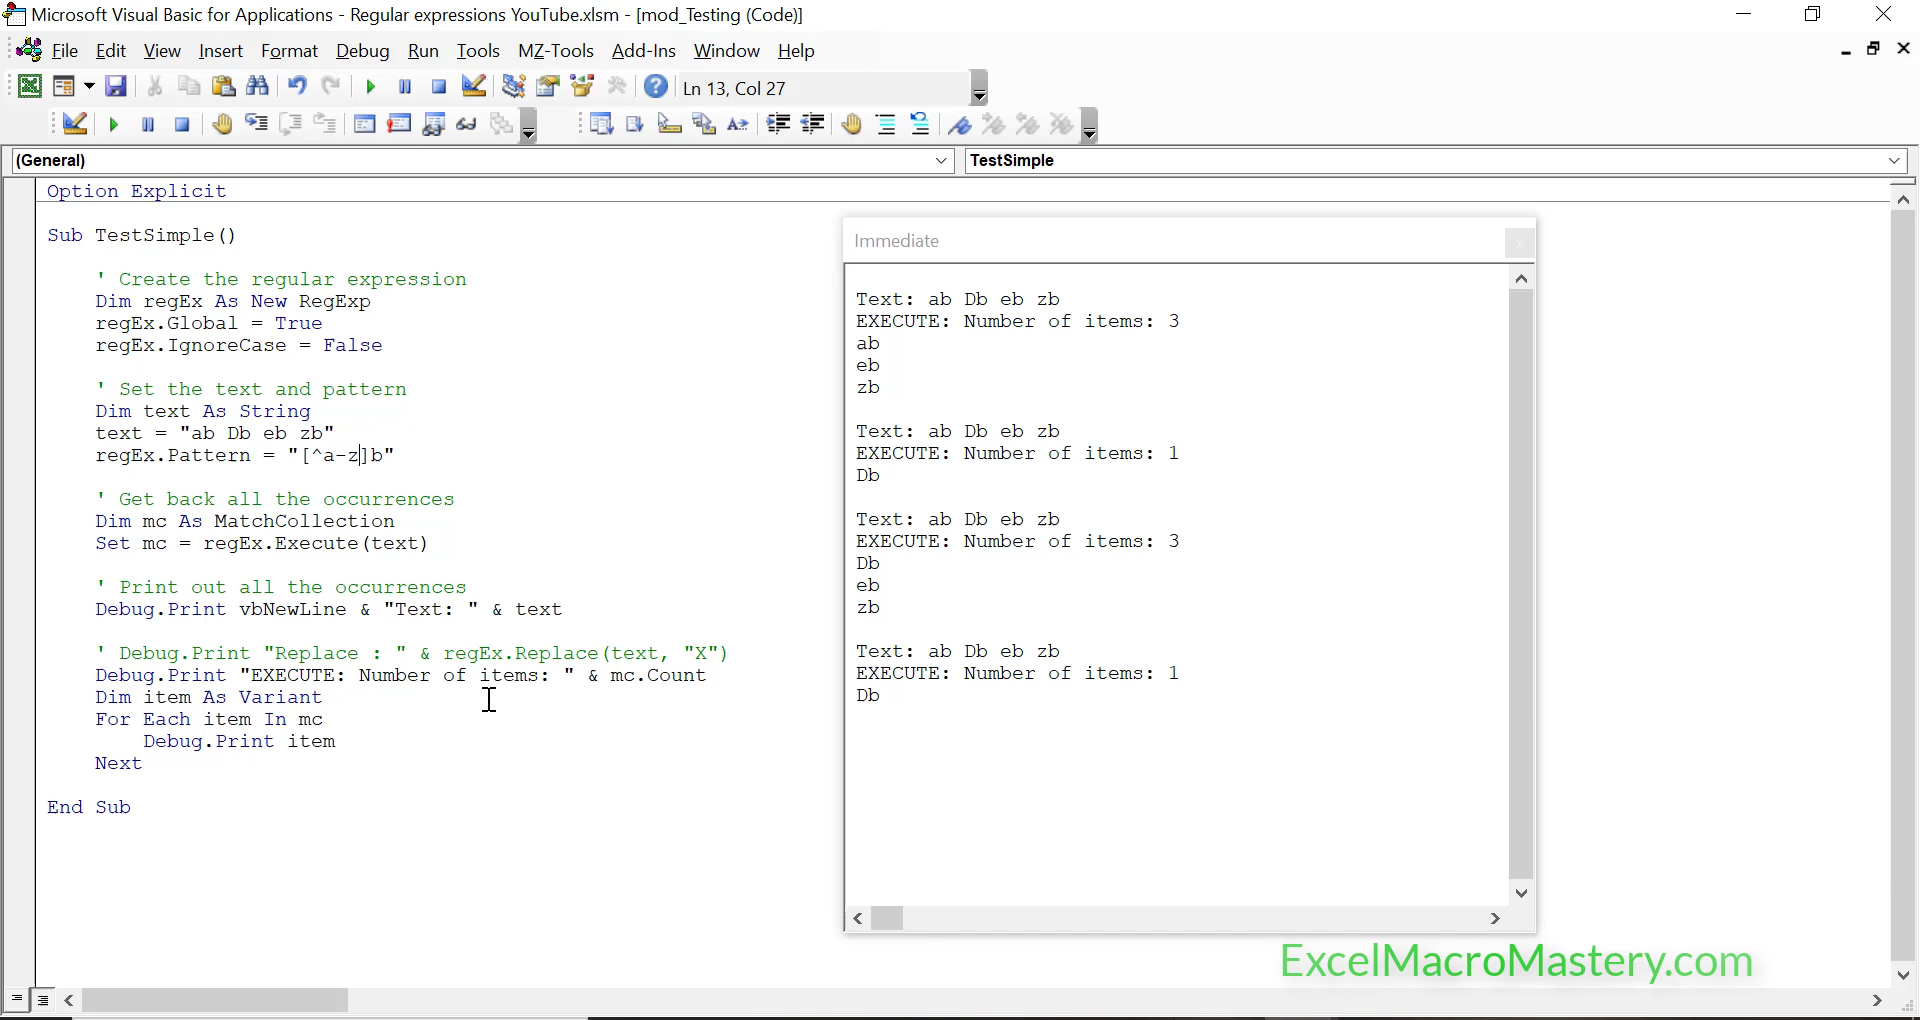 Microsoft Visual Basic for Applications - Regular expressions YouTube.xlsm - [mod_Testing (Code)]
File Edit View Insert Format Debug Run Tools MZ-Tools Add-Ins Window Help
Ln 13, Col 27
(General) TestSimple
Option Explicit
Sub TestSimple()
' Create the regular expression
Dim regEx As New RegExp
regEx.Global = True
regEx.IgnoreCase = False
' Set the text and pattern
Dim text As String
text = "ab Db eb zb"
regEx.Pattern = "[^a-z]b"
' Get back all the occurrences
Dim mc As MatchCollection
Set mc = regEx.Execute(text)
' Print out all the occurrences
Debug.Print vbNewLine & "Text: " & text
' Debug.Print "Replace : " & regEx.Replace(text, "X")
Debug.Print "EXECUTE: Number of items: " & mc.Count
Dim item As Variant
For Each item In mc
Debug.Print item
Next
End Sub
Immediate
Text: ab Db eb zb
EXECUTE: Number of items: 3
ab
eb
zb
Text: ab Db eb zb
EXECUTE: Number of items: 1
Db
Text: ab Db eb zb
EXECUTE: Number of items: 3
Db
eb
zb
Text: ab Db eb zb
EXECUTE: Number of items: 1
Db
ExcelMacroMastery.com